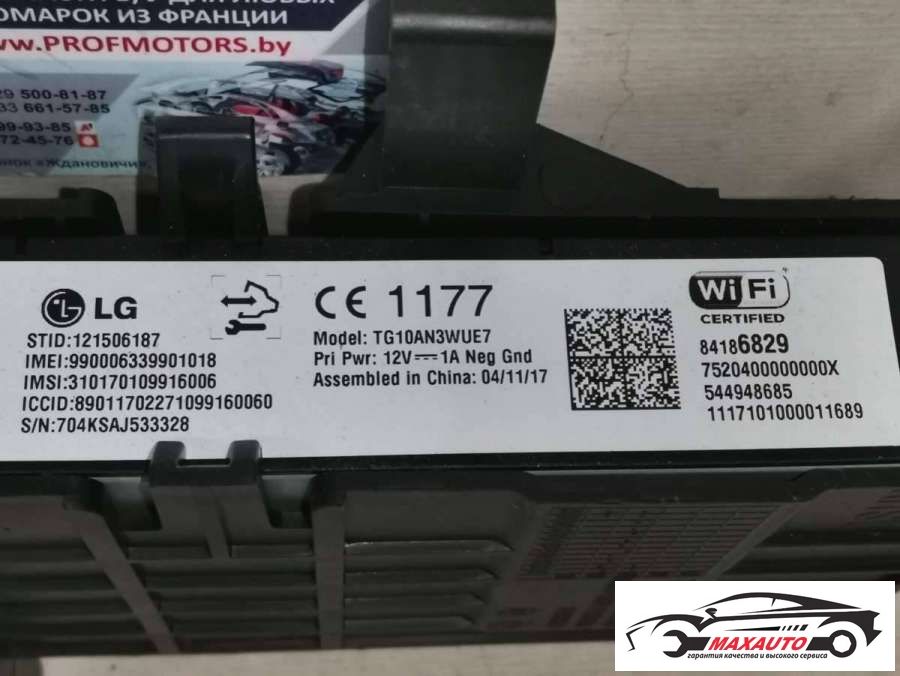 ОМАРОК ИЗ ФРАНЦИИ
www.PROFMOTORS.by
29 500-81-87
33 661-57-85
99-93-85
72-45-76
«Ждановичи»,
LG
STID:121506187
IMEI:990006339901018
IMSI:310170109916006
ICCID:89011702271099160060
S/N:704KSAJ533328
CE 1177
Model: TG10AN3WUE7
Pri Pwr: 12V⎓1A Neg Gnd
Assembled in China: 04/11/17
Wi Fi
CERTIFIED
84186829
7520400000000X
544948685
1117101000011689
MAXAUTO
гарантия качества и высокого сервиса